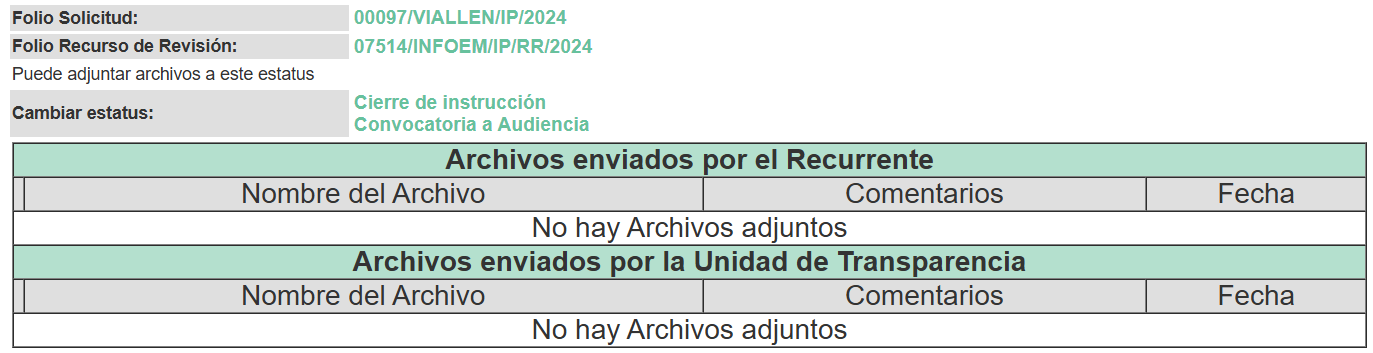 Folio Solicitud: 00097/VIALLEN/IP/2024
Folio Recurso de Revisión: 07514/INFOEM/IP/RR/2024
Puede adjuntar archivos a este estatus
Cambiar estatus: Cierre de instrucción
Convocatoria a Audiencia
Archivos enviados por el Recurrente
Nombre del Archivo Comentarios Fecha
No hay Archivos adjuntos
Archivos enviados por la Unidad de Transparencia
Nombre del Archivo Comentarios Fecha
No hay Archivos adjuntos